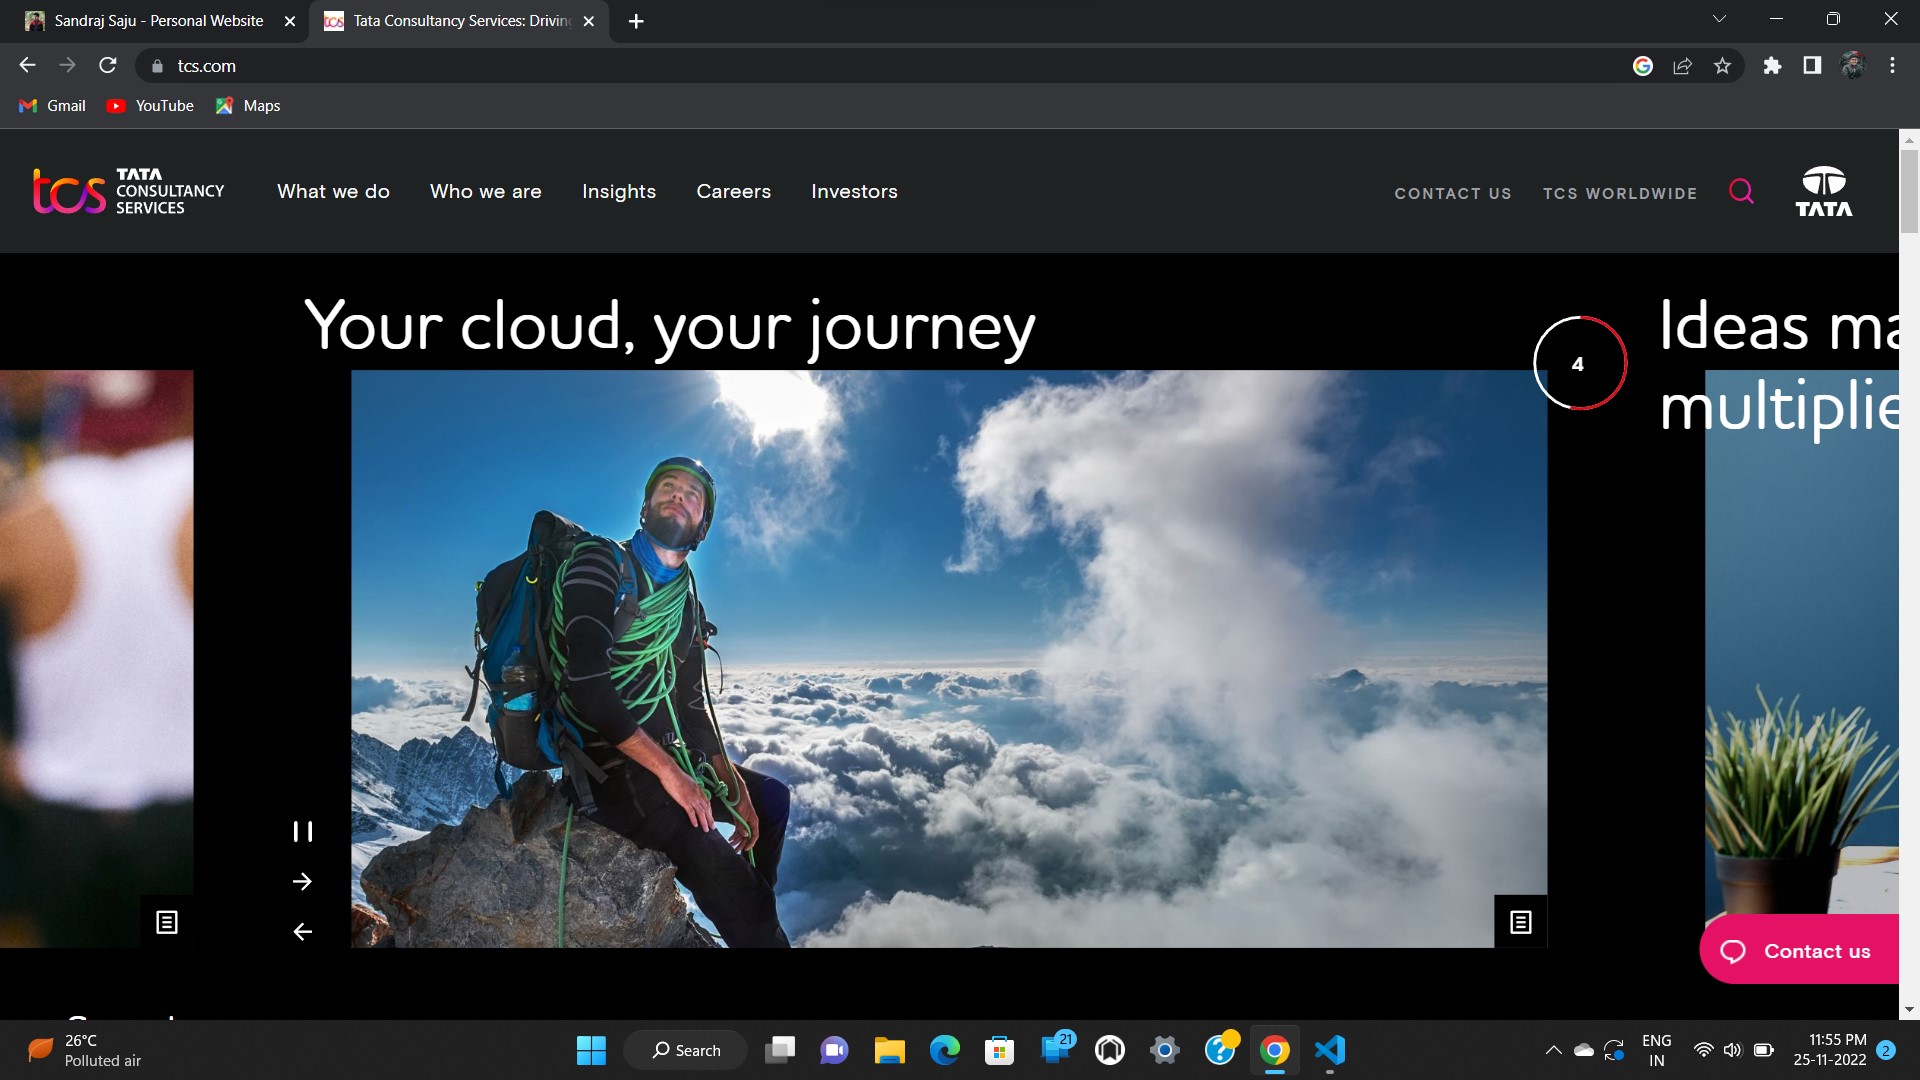 Sandraj Saju - Personal Website
Tata Consultancy Services: Driving
tcs.com
Gmail YouTube Maps
tcs TATA CONSULTANCY SERVICES
What we do Who we are Insights Careers Investors
CONTACT US TCS WORLDWIDE
TATA
Your cloud, your journey
4
Ideas ma
multiplie
Contact us
26°C
Polluted air
Search
21
ENG
IN
11:55 PM
25-11-2022
2